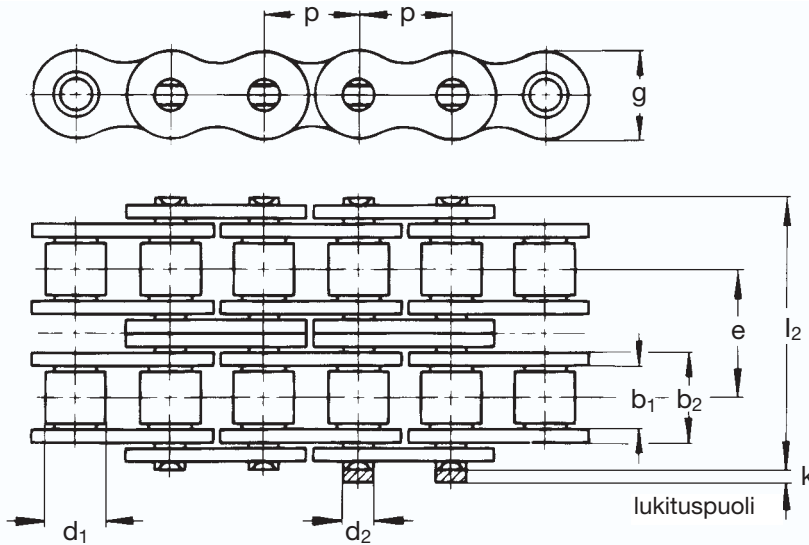 p p
g
l₂
e
b₁ b₂
k
lukituspuoli
d₁ d₂